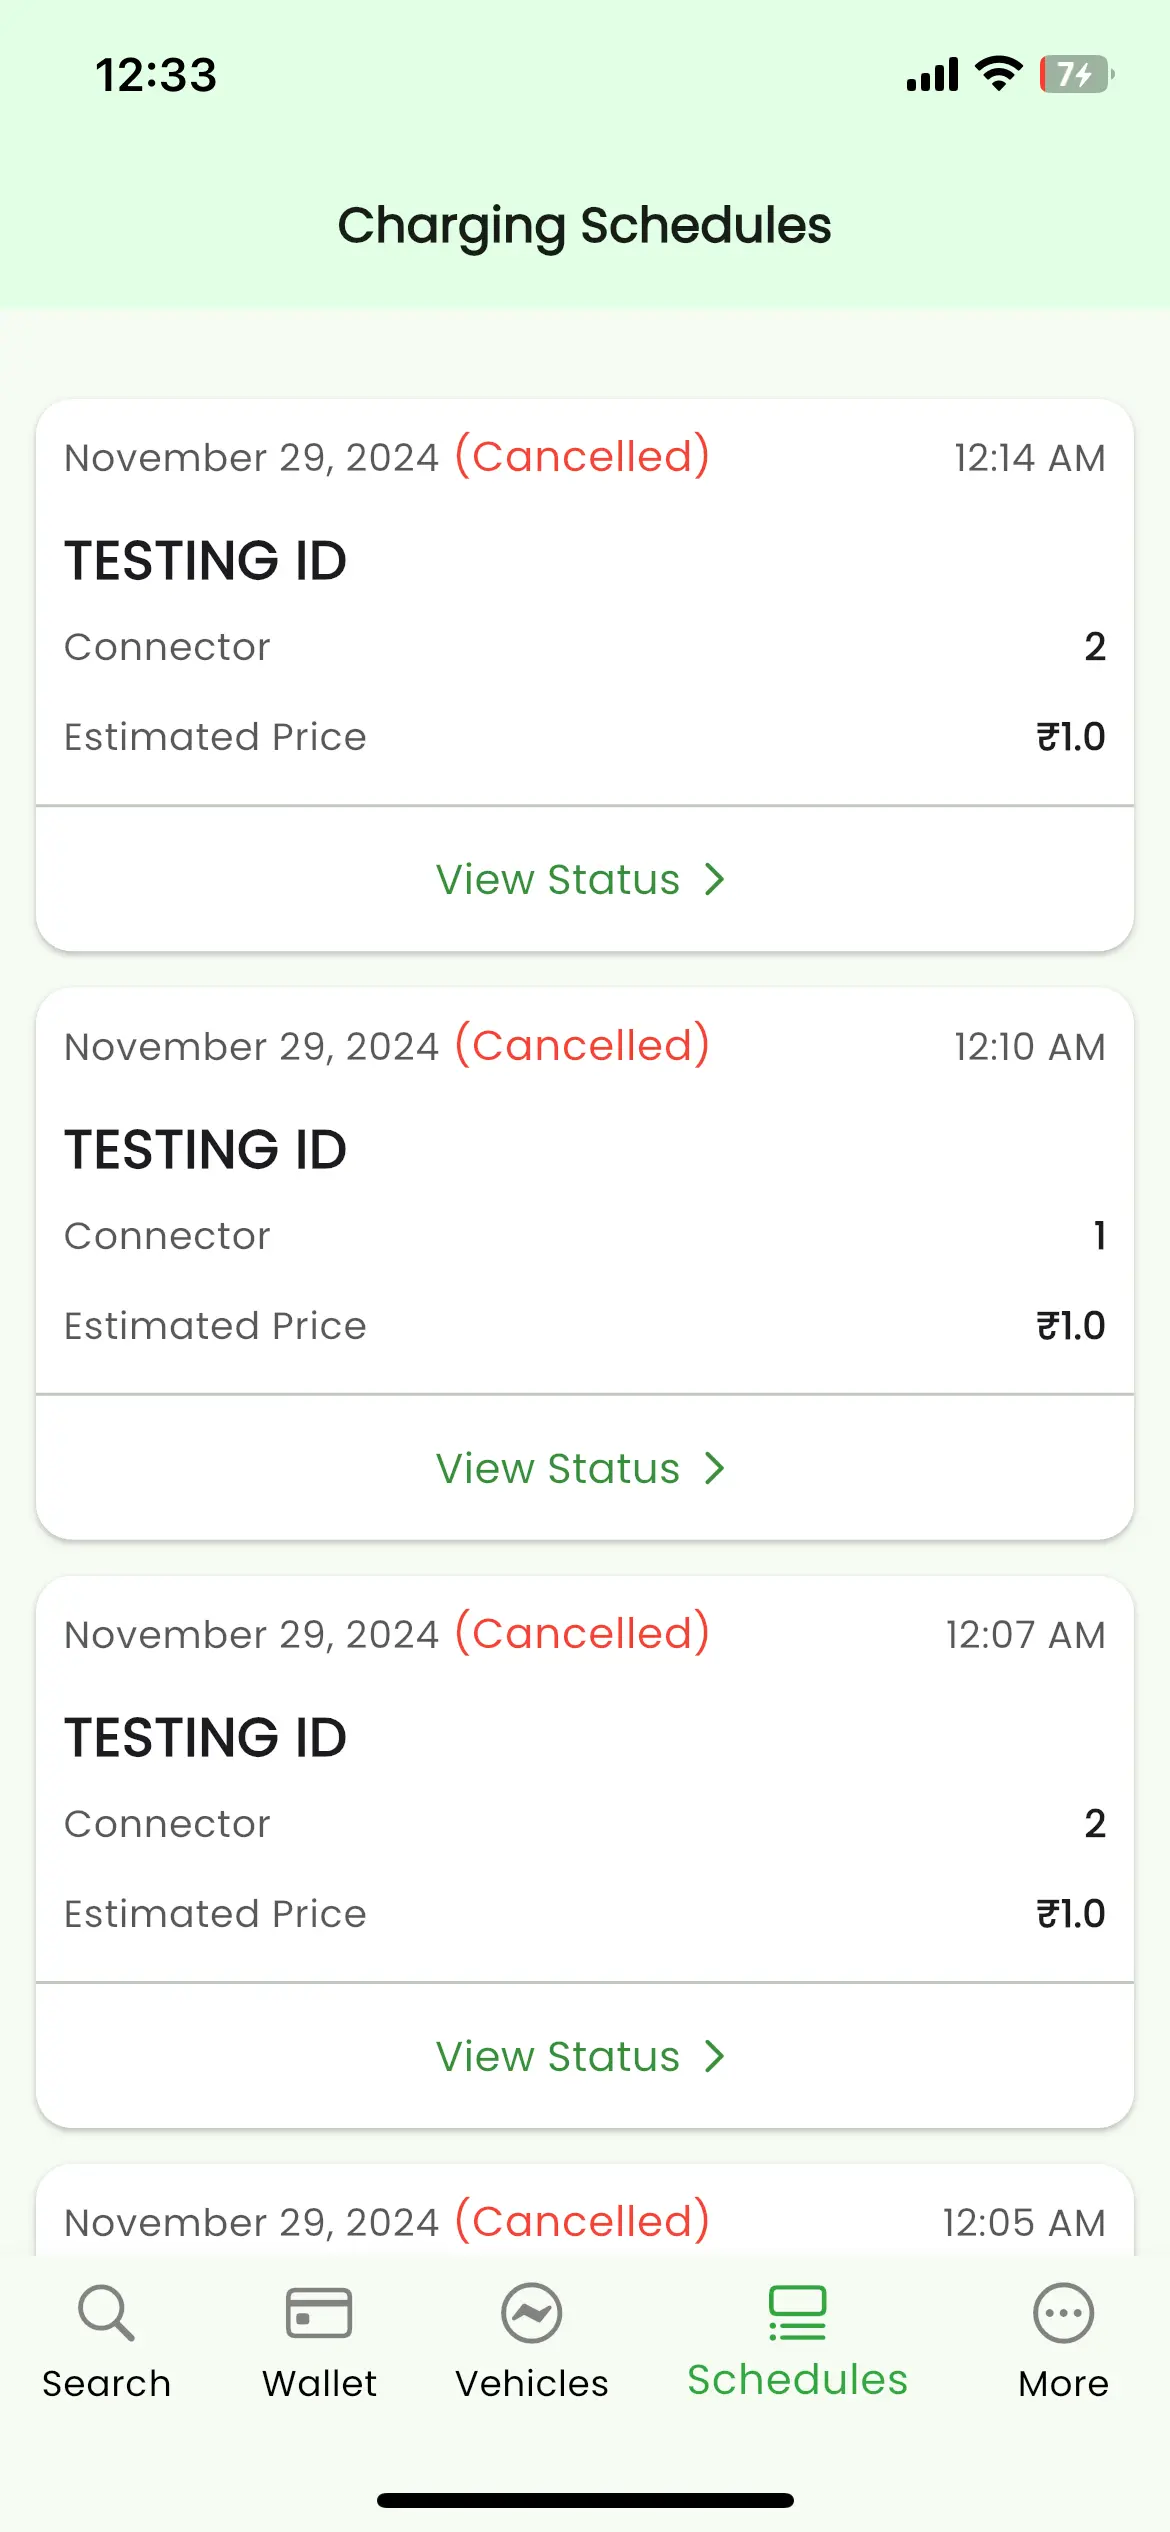 12:33
7
Charging Schedules
November 29, 2024 (Cancelled) 12:14 AM
TESTING ID
Connector 2
Estimated Price ₹1.0
View Status >
November 29, 2024 (Cancelled) 12:10 AM
TESTING ID
Connector 1
Estimated Price ₹1.0
View Status >
November 29, 2024 (Cancelled) 12:07 AM
TESTING ID
Connector 2
Estimated Price ₹1.0
View Status >
November 29, 2024 (Cancelled) 12:05 AM
Search Wallet Vehicles Schedules More